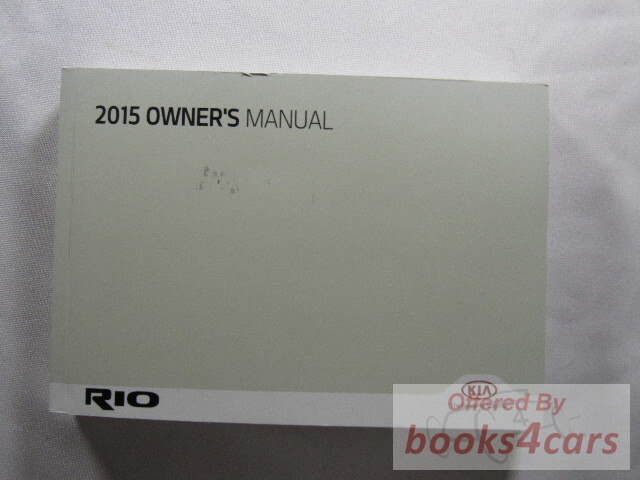 2015 OWNER'S MANUAL
RIO
KIA
Offered By
books4cars